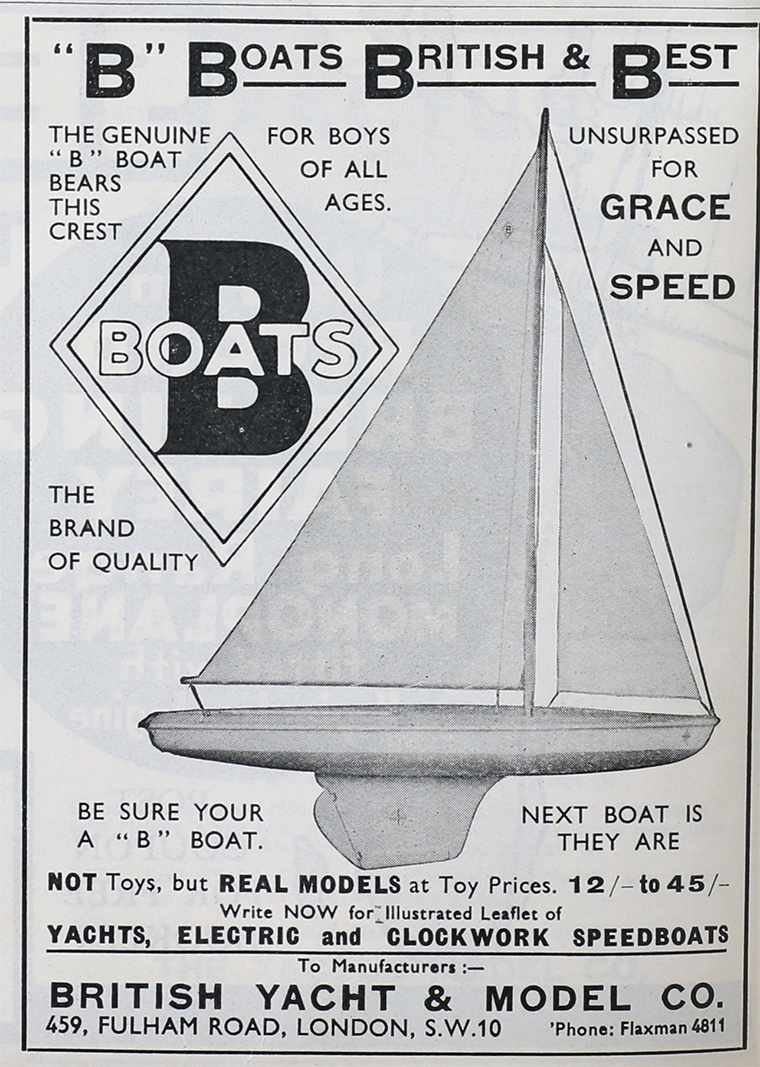 "B" BOATS BRITISH & BEST
THE GENUINE
"B" BOAT
BEARS
THIS
CREST
FOR BOYS
OF ALL
AGES.
UNSURPASSED
FOR
GRACE
AND
SPEED
B
BOATS
THE
BRAND
OF QUALITY
BE SURE YOUR NEXT BOAT IS
A "B" BOAT. THEY ARE
NOT Toys, but REAL MODELS at Toy Prices. 12/- to 45/-
Write NOW for Illustrated Leaflet of
YACHTS, ELECTRIC and CLOCKWORK SPEEDBOATS
To Manufacturers :—
BRITISH YACHT & MODEL CO.
459, FULHAM ROAD, LONDON, S.W.10 'Phone: Flaxman 4811